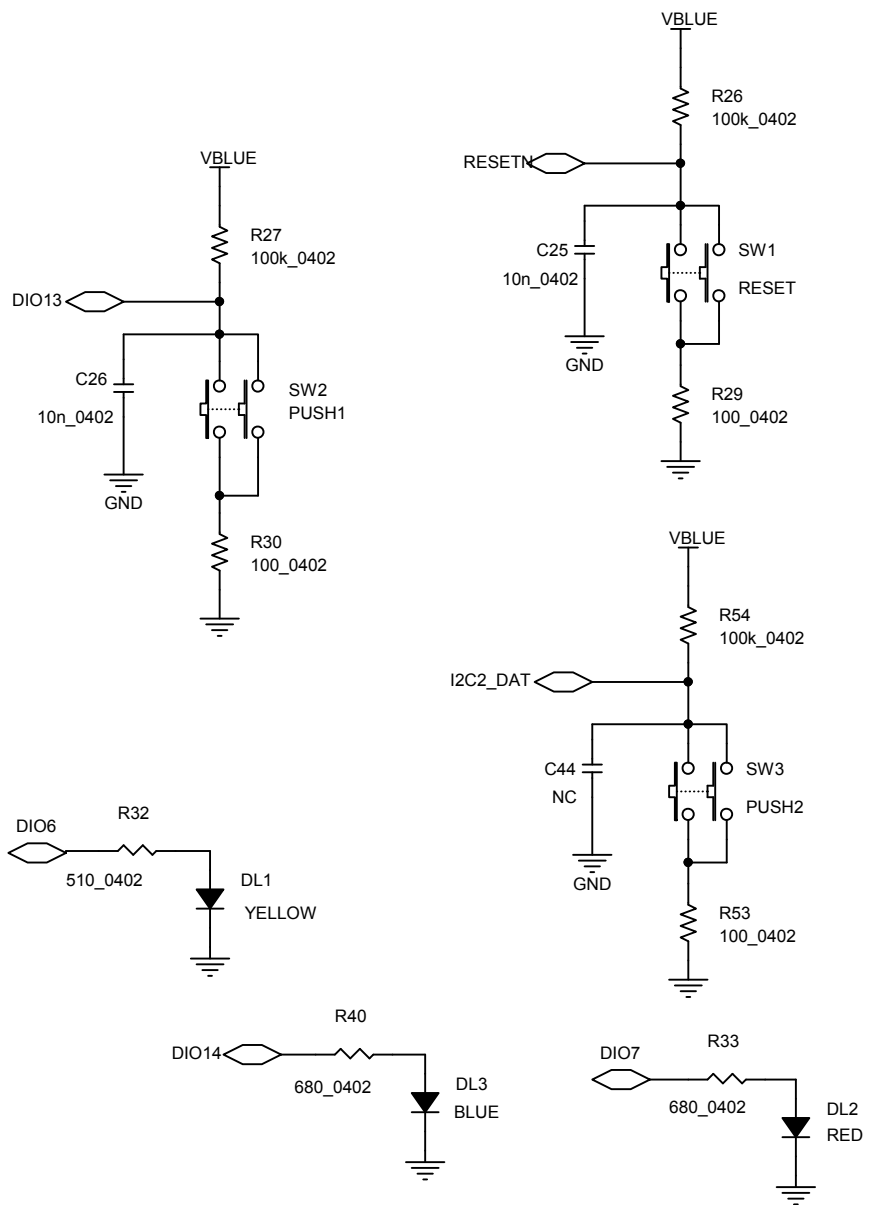 VBLUE
R26
100k_0402
RESETN
C25
10n_0402
SW1
RESET
GND
R29
100_0402
VBLUE
R27
100k_0402
DIO13
C26
10n_0402
SW2
PUSH1
GND
R30
100_0402
VBLUE
R54
100k_0402
I2C2_DAT
C44
NC
SW3
PUSH2
GND
R53
100_0402
DIO6
R32
510_0402
DL1
YELLOW
DIO14
R40
680_0402
DL3
BLUE
DIO7
R33
680_0402
DL2
RED